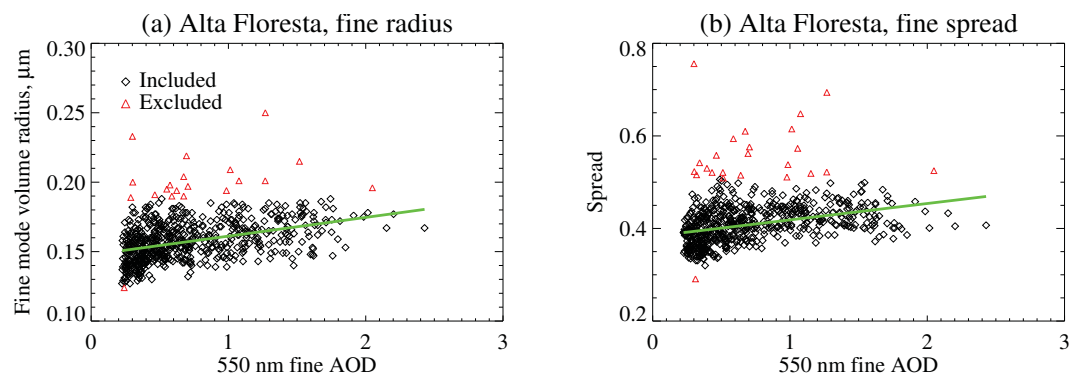 (a) Alta Floresta, fine radius
Fine mode volume radius, μm
0.30
0.25
0.20
0.15
0.10
Included
Excluded
0
1
2
3
550 nm fine AOD
(b) Alta Floresta, fine spread
Spread
0.8
0.6
0.4
0.2
0
1
2
3
550 nm fine AOD